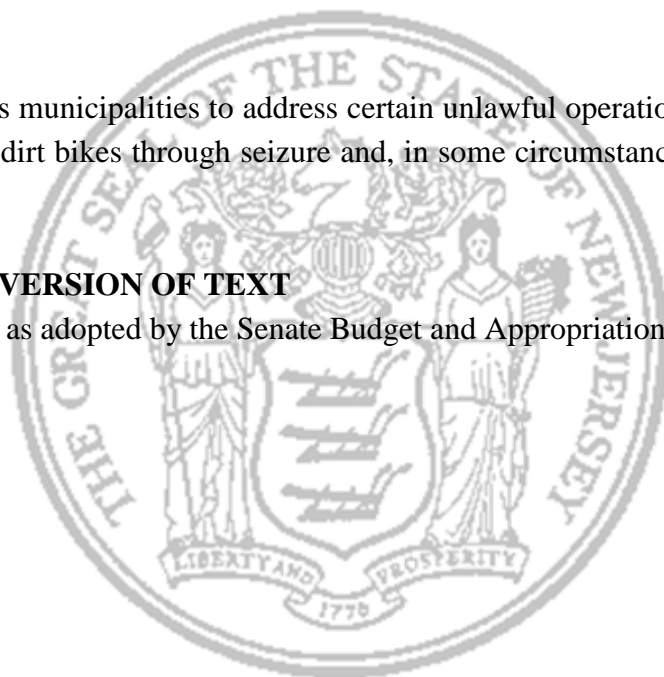 s municipalities to address certain unlawful operatio
dirt bikes through seizure and, in some circumstanc
VERSION OF TEXT
as adopted by the Senate Budget and Appropriation
THE GREAT SEAL OF THE STATE OF NEW JERSEY
LIBERTY AND PROSPERITY
1776